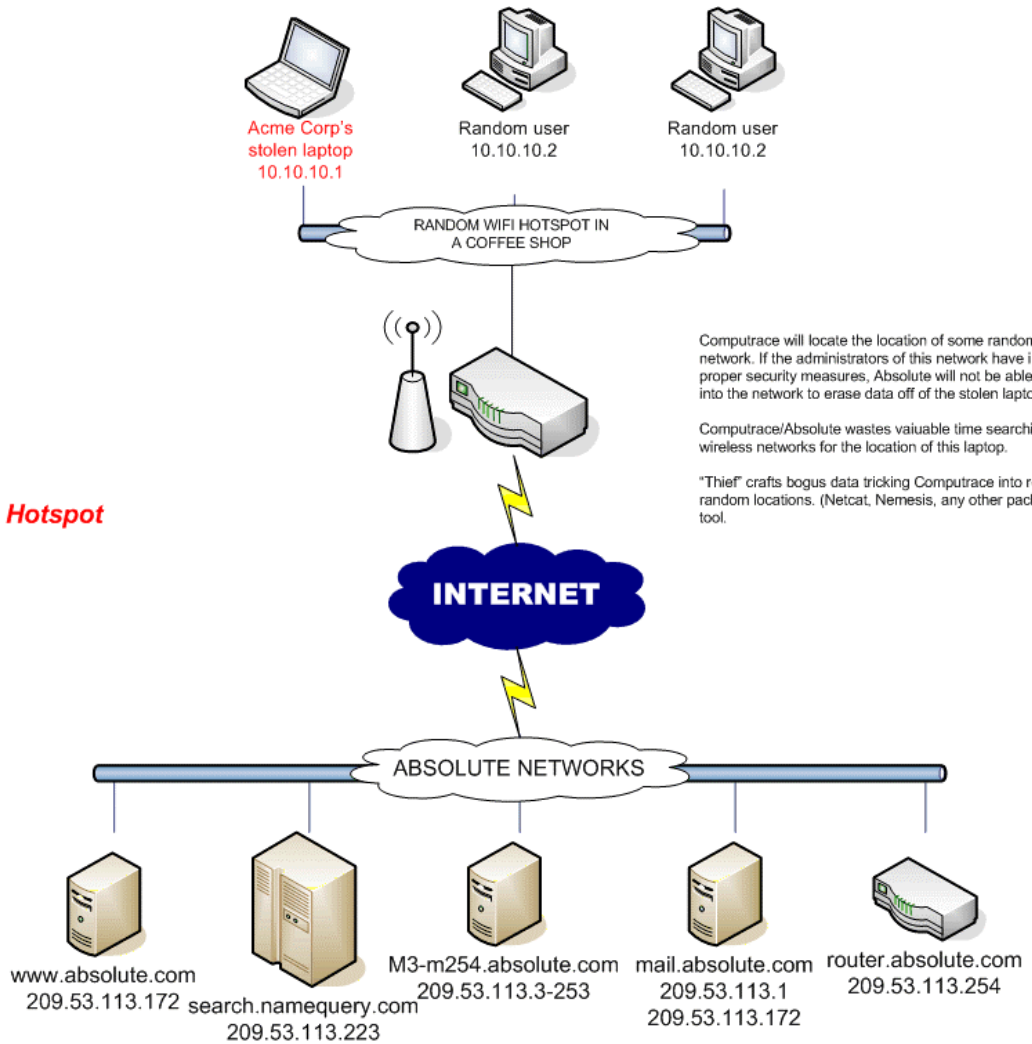 Acme Corp's
stolen laptop
10.10.10.1
Random user
10.10.10.2
Random user
10.10.10.2
RANDOM WIFI HOTSPOT IN
A COFFEE SHOP
Computrace will locate the location of some random
network. If the administrators of this network have i
proper security measures, Absolute will not be able
into the network to erase data off of the stolen lapto
Computrace/Absolute wastes valuable time searchi
wireless networks for the location of this laptop.
"Thief" crafts bogus data tricking Computrace into re
random locations. (Netcat, Nemesis, any other pack
tool.
Hotspot
INTERNET
ABSOLUTE NETWORKS
www.absolute.com
209.53.113.172
search.namequery.com
209.53.113.223
M3-m254.absolute.com
209.53.113.3-253
mail.absolute.com
209.53.113.1
209.53.113.172
router.absolute.com
209.53.113.254